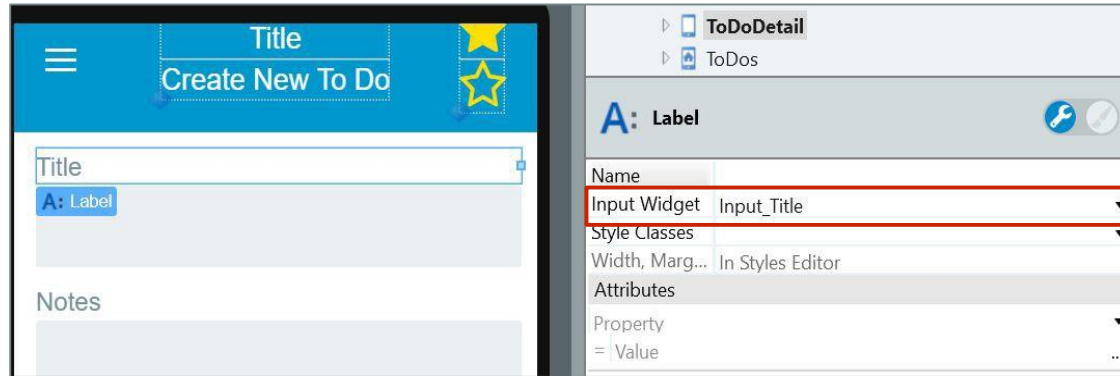 Title
Create New To Do
Title
A: Label
Notes
ToDoDetail
ToDos
A: Label
Name
Input Widget Input_Title
Style Classes
Width, Marg... In Styles Editor
Attributes
Property
= Value ...